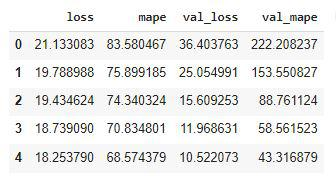 loss mape val_loss val_mape
0 21.133083 83.580467 36.403763 222.208237
1 19.788988 75.899185 25.054991 153.550827
2 19.434624 74.340324 15.609253 88.761124
3 18.739090 70.834801 11.968631 58.561523
4 18.253790 68.574379 10.522073 43.316879